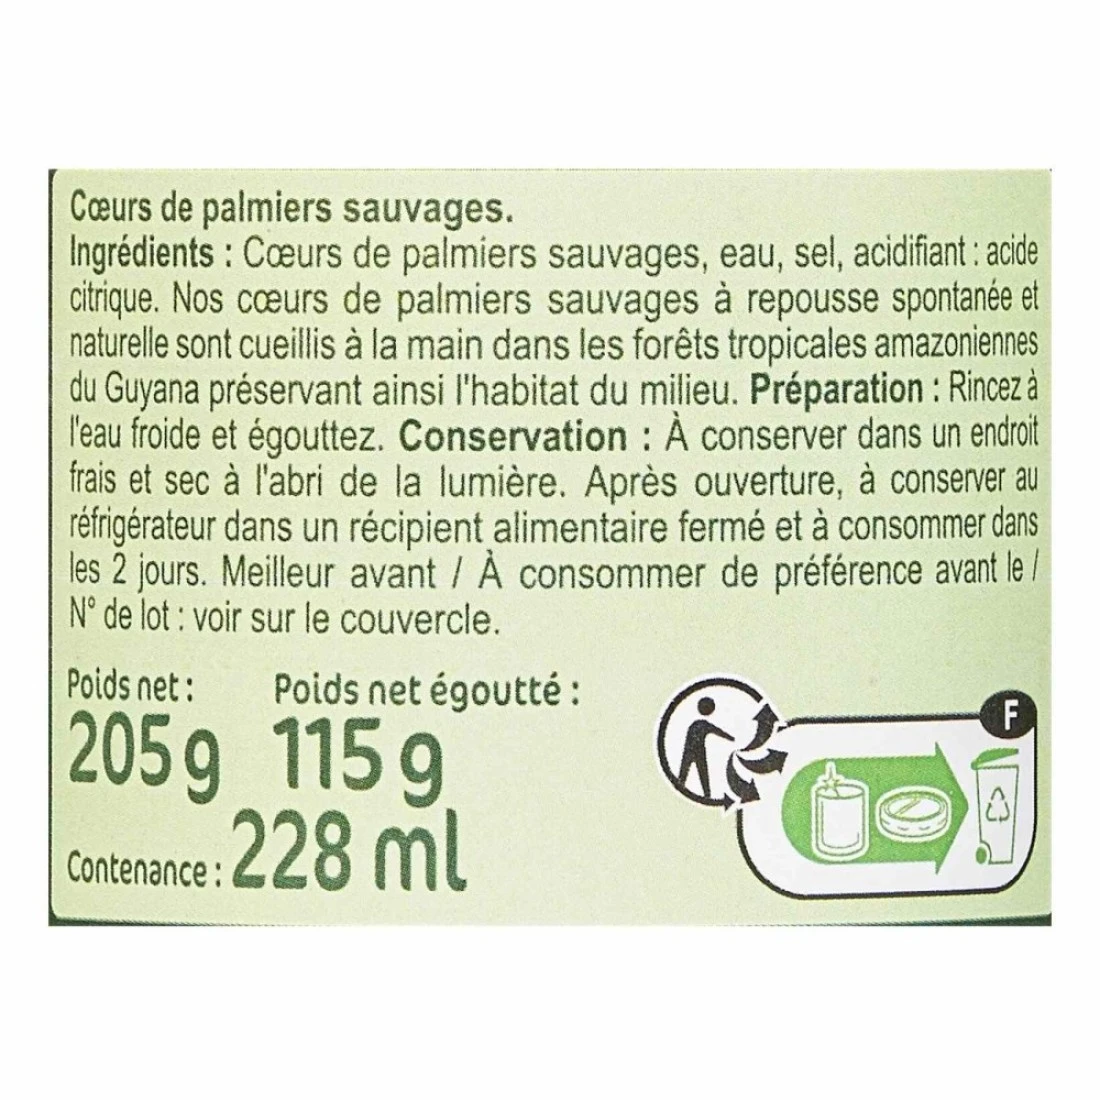 Cœurs de palmiers sauvages.
Ingrédients : Cœurs de palmiers sauvages, eau, sel, acidifiant : acide
citrique. Nos cœurs de palmiers sauvages à repousse spontanée et
naturelle sont cueillis à la main dans les forêts tropicales amazoniennes
du Guyana préservant ainsi l'habitat du milieu. Préparation : Rincez à
l'eau froide et égouttez. Conservation : À conserver dans un endroit
frais et sec à l'abri de la lumière. Après ouverture, à conserver au
réfrigérateur dans un récipient alimentaire fermé et à consommer dans
les 2 jours. Meilleur avant / À consommer de préférence avant le /
N° de lot : voir sur le couvercle.
Poids net : Poids net égoutté :
205g 115g
Contenance : 228 ml
F